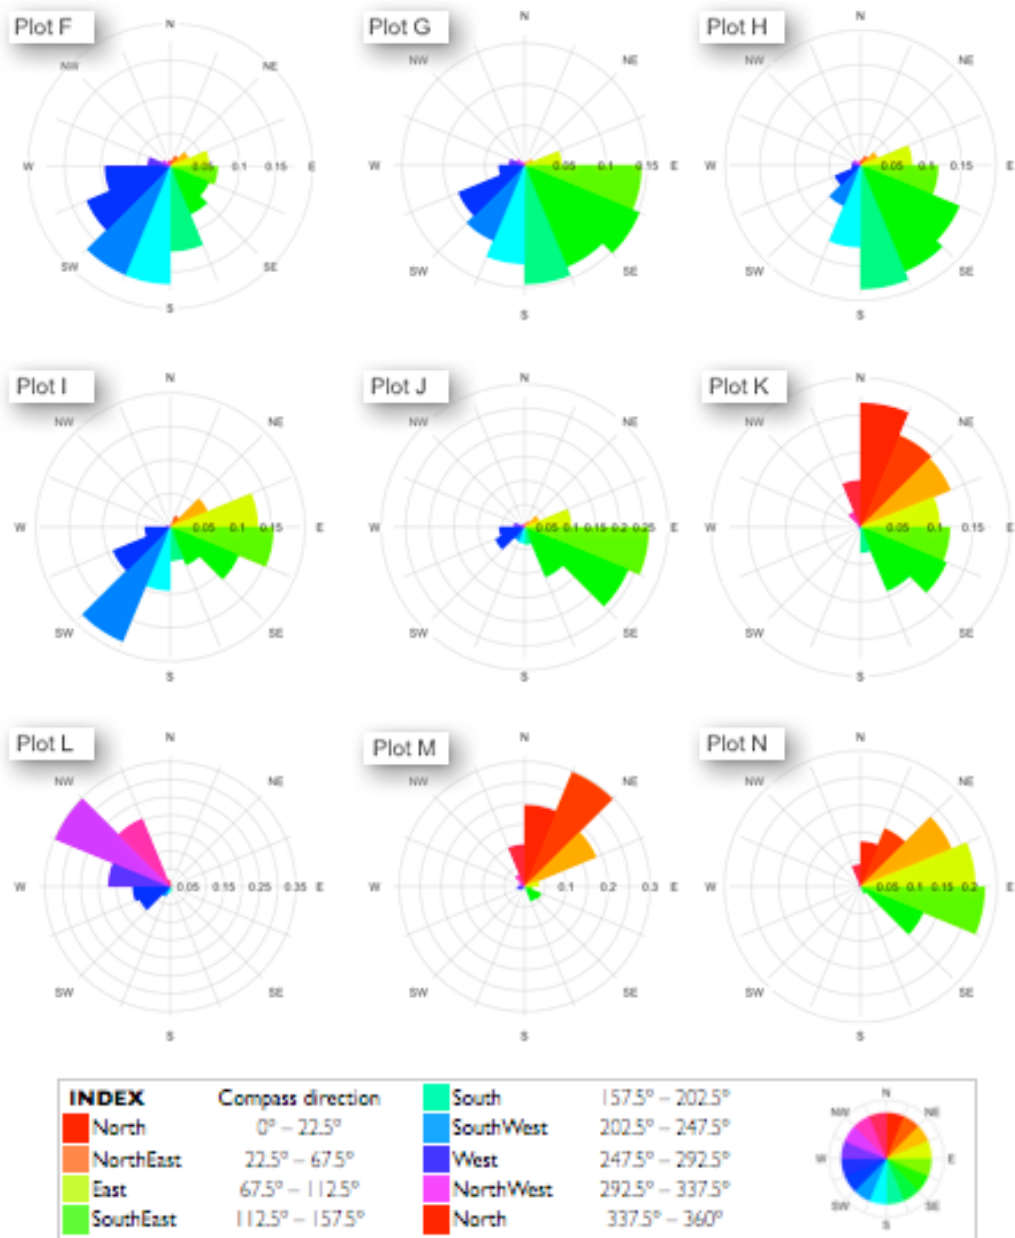 Plot F
Plot G
Plot H
N
N
N
NW
NE
NW
NE
NW
NE
W
0.05
0.1
0.15
E
W
0.05
0.1
0.15
E
W
0.05
0.1
0.15
E
SW
SE
SW
SE
SW
SE
S
S
S
Plot I
Plot J
Plot K
N
N
N
NW
NE
NW
NE
NW
NE
W
0.05
0.1
0.15
E
W
0.05 0.1 0.15 0.2 0.25
E
W
0.05
0.1
0.15
E
SW
SE
SW
SE
SW
SE
S
S
S
Plot L
Plot M
Plot N
N
N
N
NW
NE
NW
NE
NW
NE
W
0.05
0.15
0.25
0.35
E
W
0.1
0.2
0.3
E
W
0.05 0.1 0.15 0.2
E
SW
SE
SW
SE
SW
SE
S
S
S
INDEX Compass direction
North 0° – 22.5°
NorthEast 22.5° – 67.5°
East 67.5° – 112.5°
SouthEast 112.5° – 157.5°
South 157.5° – 202.5°
SouthWest 202.5° – 247.5°
West 247.5° – 292.5°
NorthWest 292.5° – 337.5°
North 337.5° – 360°
N
NW
NE
W
E
SW
SE
S